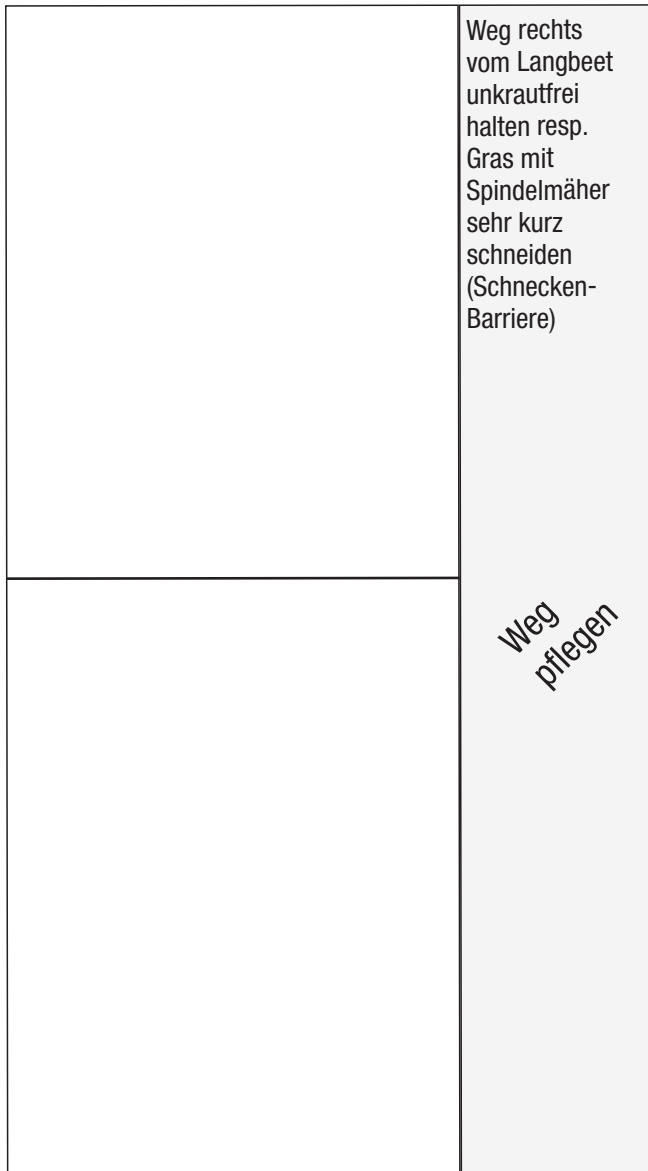 Weg rechts
vom Langbeet
unkrautfrei
halten resp.
Gras mit
Spindelmäher
sehr kurz
schneiden
(Schnecken-
Barriere)
Weg
pflegen